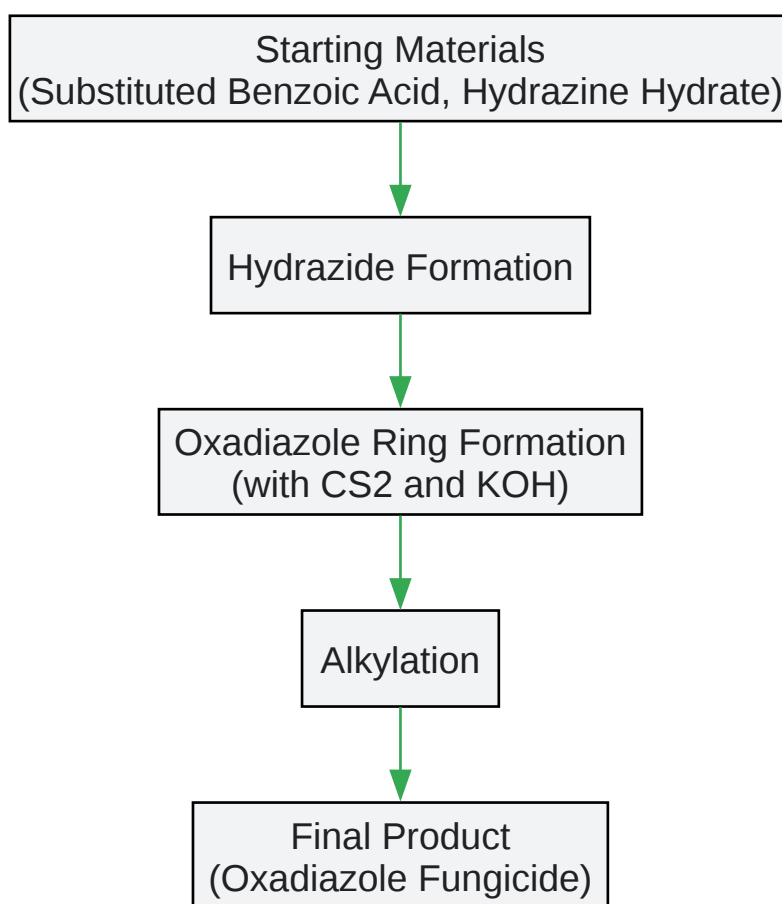 Starting Materials
(Substituted Benzoic Acid, Hydrazine Hydrate)
Hydrazide Formation
Oxadiazole Ring Formation
(with CS2 and KOH)
Alkylation
Final Product
(Oxadiazole Fungicide)